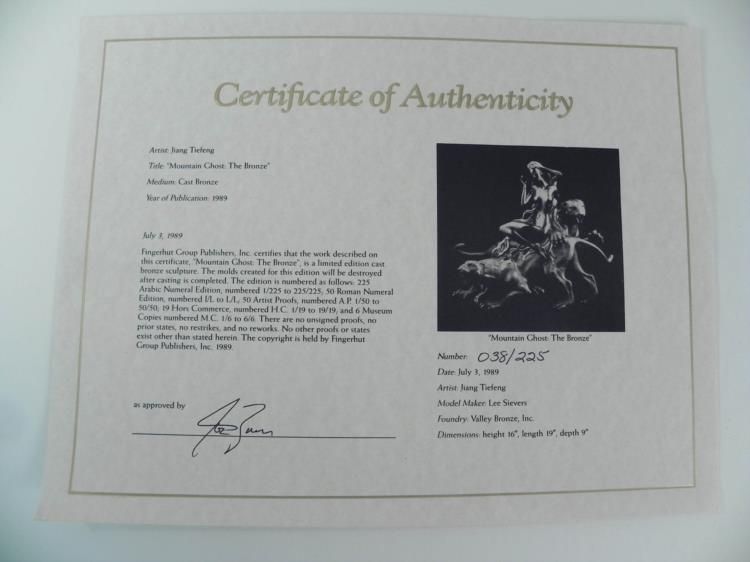 Certificate of Authenticity
Artist: Jiang Tiefeng
Title: "Mountain Ghost: The Bronze"
Medium: Cast Bronze
Year of Publication: 1989
July 3, 1989
Fingerhut Group Publishers, Inc. certifies that the work described on
this certificate, "Mountain Ghost: The Bronze", is a limited edition cast
bronze sculpture. The molds created for this edition will be destroyed
after casting is completed. The edition is numbered as follows: 225
Arabic Numeral Edition, numbered 1/225 to 225/225; 50 Roman Numeral
Edition, numbered I/L to L/L; 50 Artist Proofs, numbered A.P. 1/50 to
50/50; 19 Hors Commerce, numbered H.C. 1/19 to 19/19; and 6 Museum
Copies numbered M.C. 1/6 to 6/6. There are no unsigned proofs, no
prior states, no restrikes, and no reworks. No other proofs or states
exist other than stated herein. The copyright is held by Fingerhut
Group Publishers, Inc. 1989.
as approved by
"Mountain Ghost: The Bronze"
Number: 038/225
Date: July 3, 1989
Artist: Jiang Tiefeng
Model Maker: Lee Sievers
Foundry: Valley Bronze, Inc.
Dimensions: height 16", length 19", depth 9"